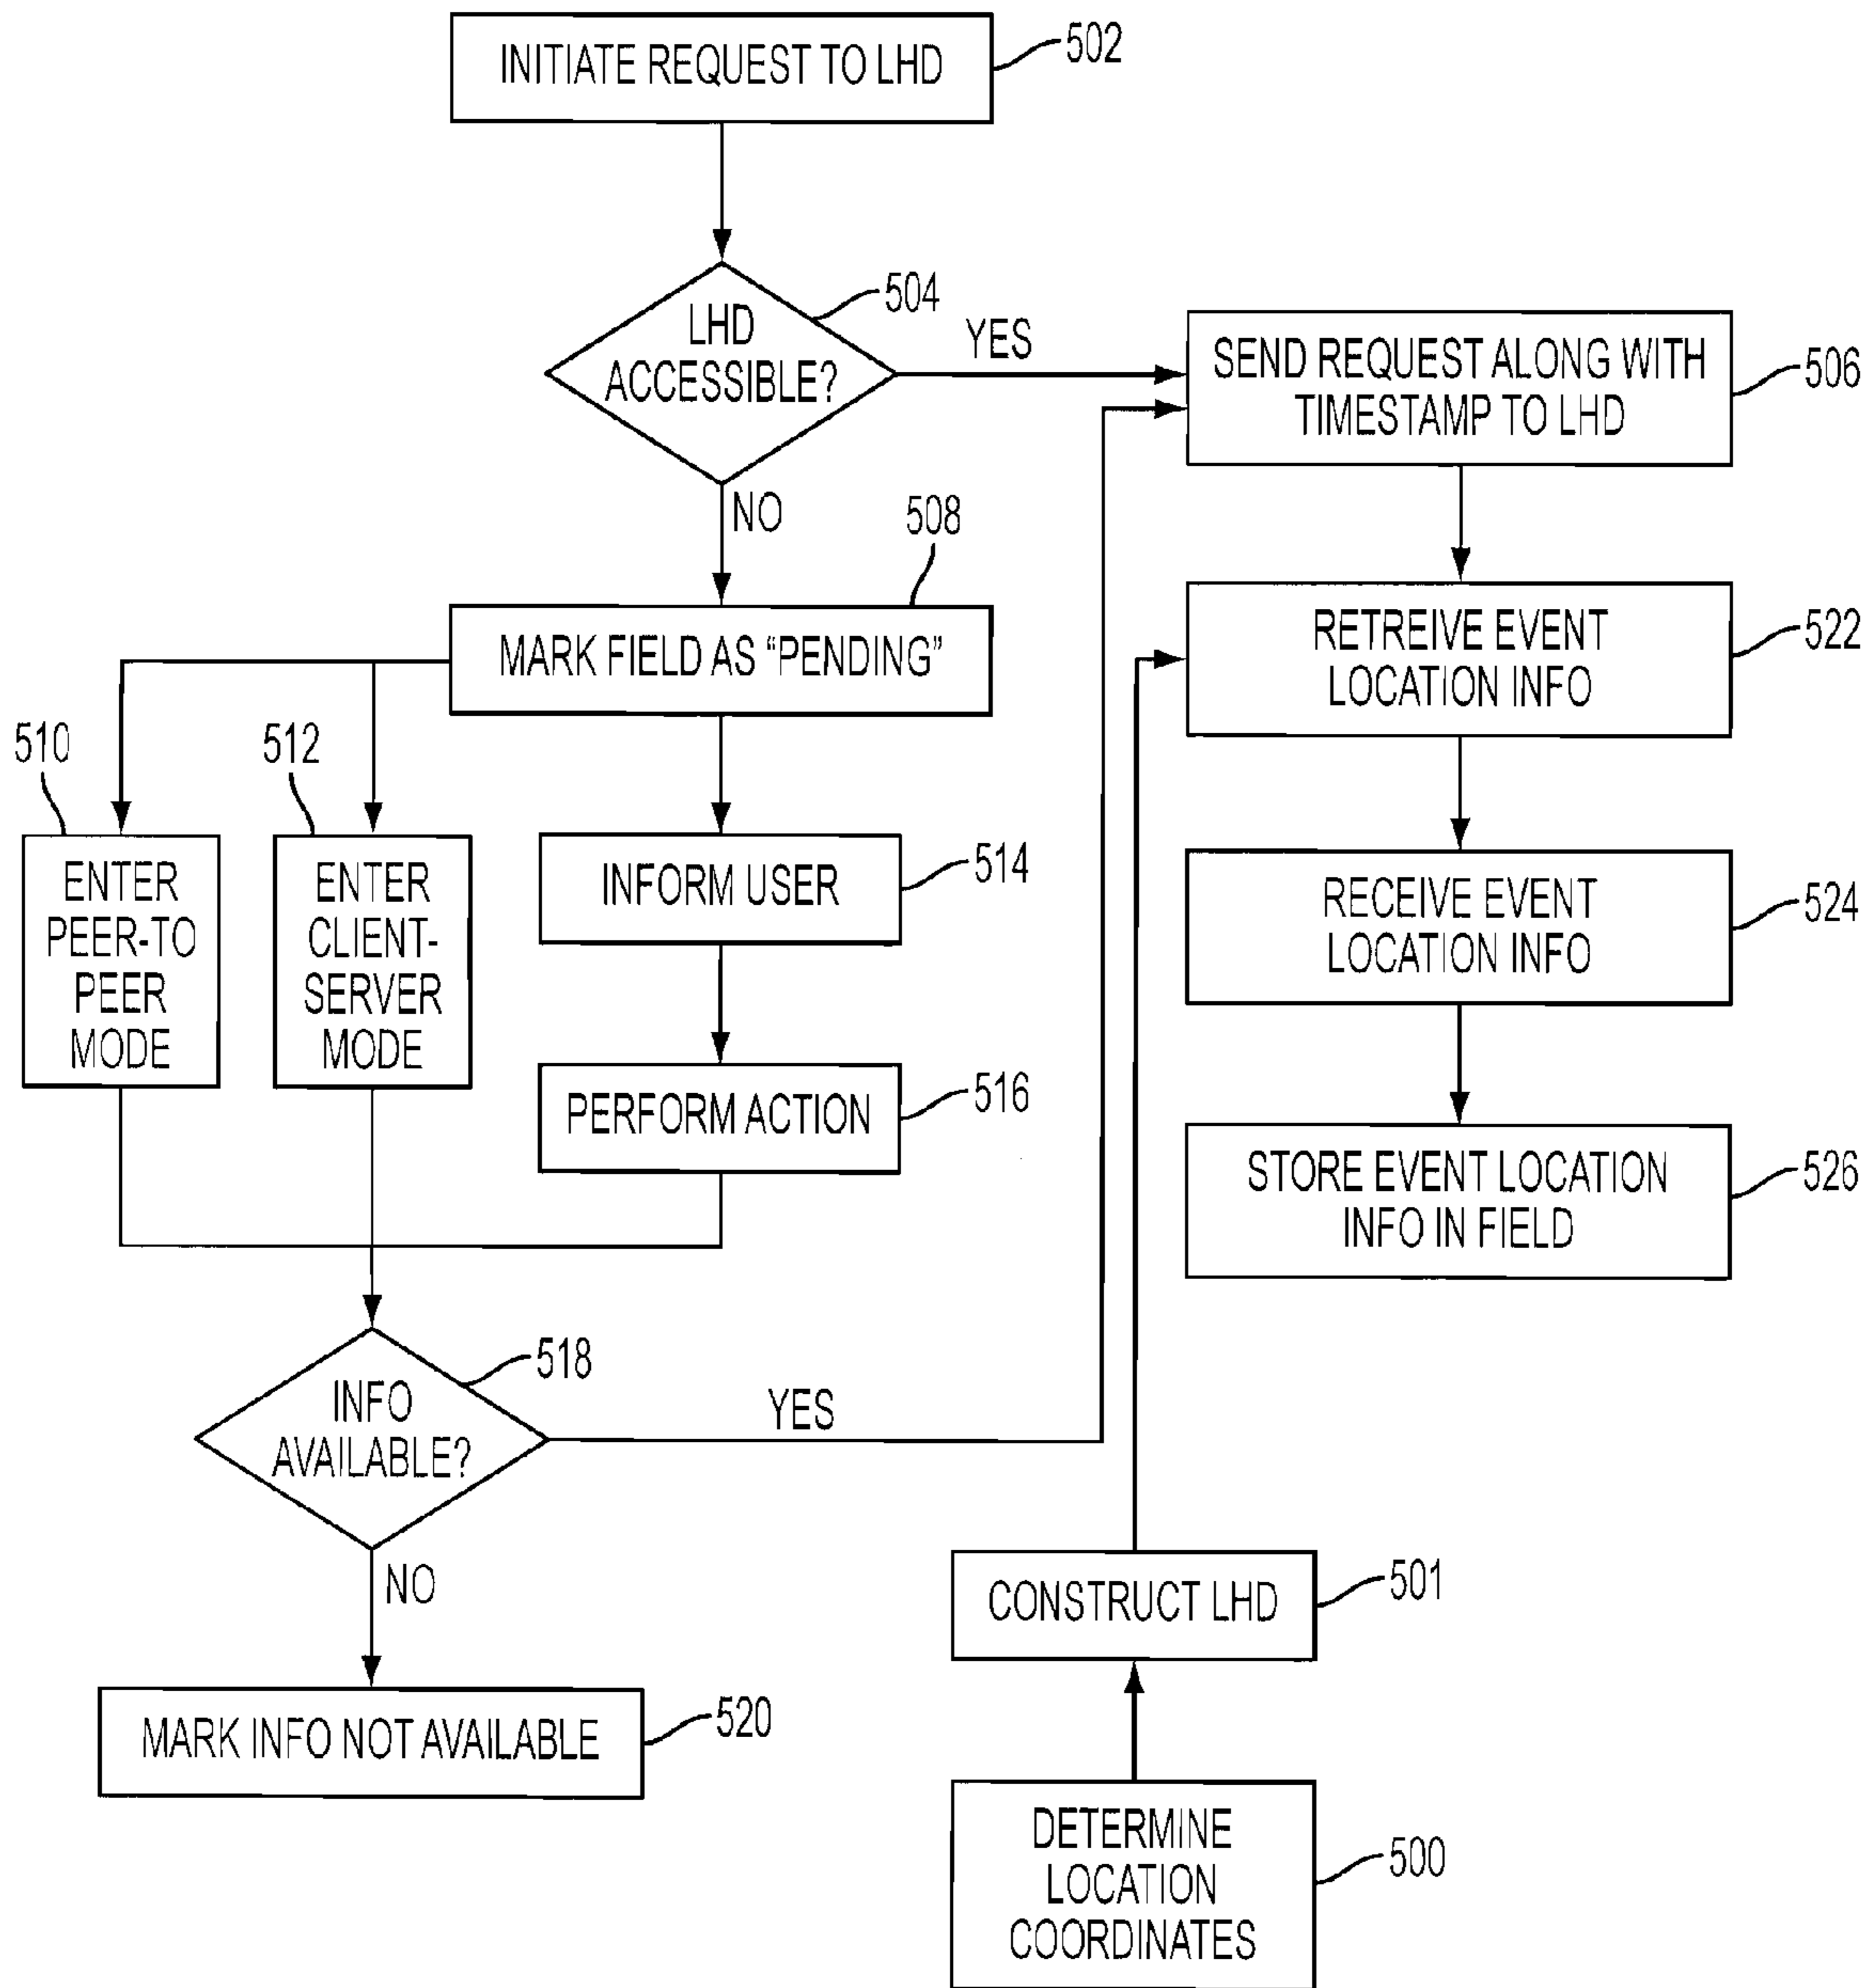 INITIATE REQUEST TO LHD
502
LHD
ACCESSIBLE?
504
YES
NO
SEND REQUEST ALONG WITH
TIMESTAMP TO LHD
506
508
MARK FIELD AS “PENDING”
RETREIVE EVENT
LOCATION INFO
522
510
512
ENTER
PEER-TO
PEER
MODE
ENTER
CLIENT-
SERVER
MODE
INFORM USER
514
RECEIVE EVENT
LOCATION INFO
524
PERFORM ACTION
516
STORE EVENT LOCATION
INFO IN FIELD
526
INFO
AVAILABLE?
518
YES
NO
CONSTRUCT LHD
501
MARK INFO NOT AVAILABLE
520
DETERMINE
LOCATION
COORDINATES
500